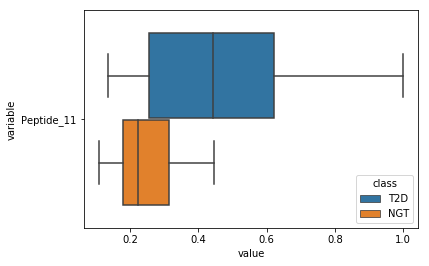 variable
Peptide_11
class
T2D
NGT
0.2 0.4 0.6 0.8 1.0
value